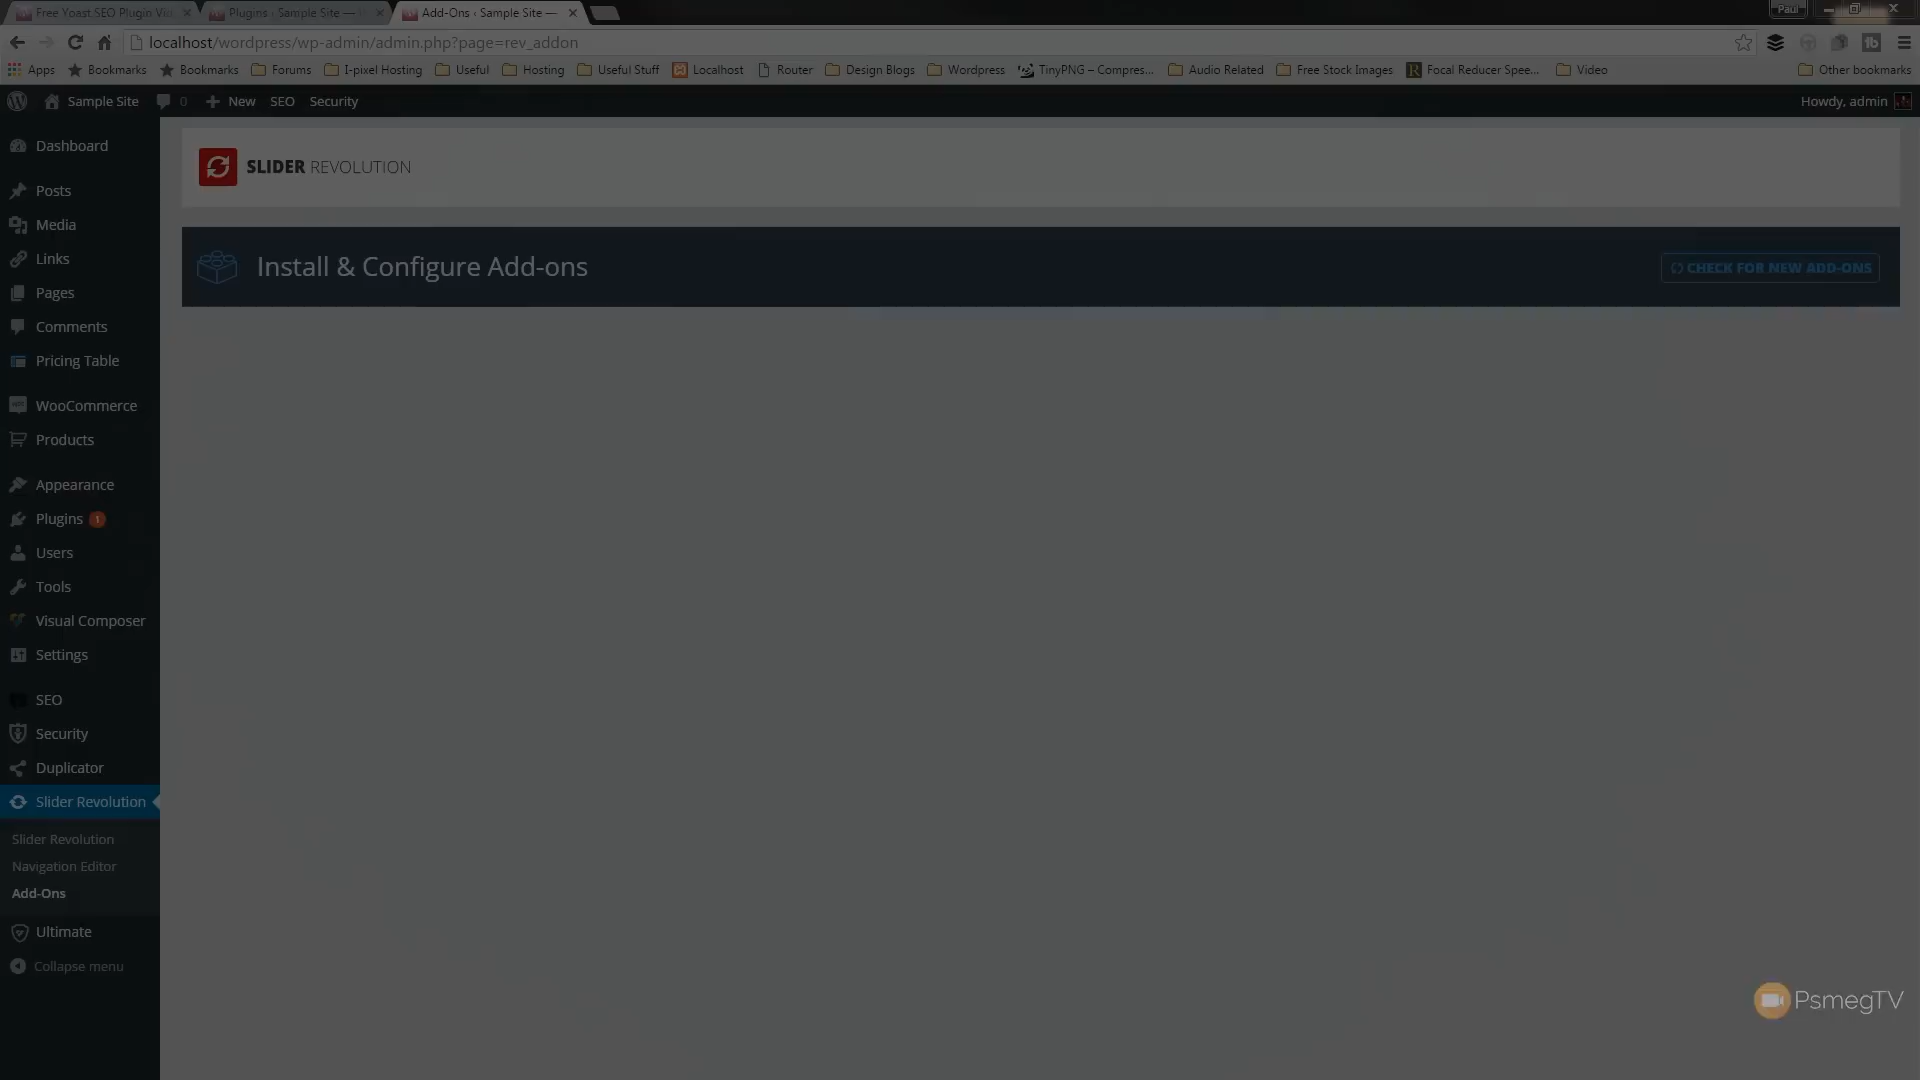 Free Yoast SEO Plugin Vi
Plugins ‹ Sample Site —
Add-Ons ‹ Sample Site —
Paul
localhost/wordpress/wp-admin/admin.php?page=rev_addon
Apps
Bookmarks
Bookmarks
Forums
I-pixel Hosting
Useful
Hosting
Useful Stuff
Localhost
Router
Design Blogs
Wordpress
TinyPNG – Compres...
Audio Related
Free Stock Images
Focal Reducer Spee...
Video
Other bookmarks
Sample Site
0
New
SEO
Security
Howdy, admin
Dashboard
Posts
Media
Links
Pages
Comments
Pricing Table
WooCommerce
Products
Appearance
Plugins 1
Users
Tools
Visual Composer
Settings
SEO
Security
Duplicator
Slider Revolution
Slider Revolution
Navigation Editor
Add-Ons
Ultimate
Collapse menu
SLIDER REVOLUTION
Install & Configure Add-ons
CHECK FOR NEW ADD-ONS
PsmegTV